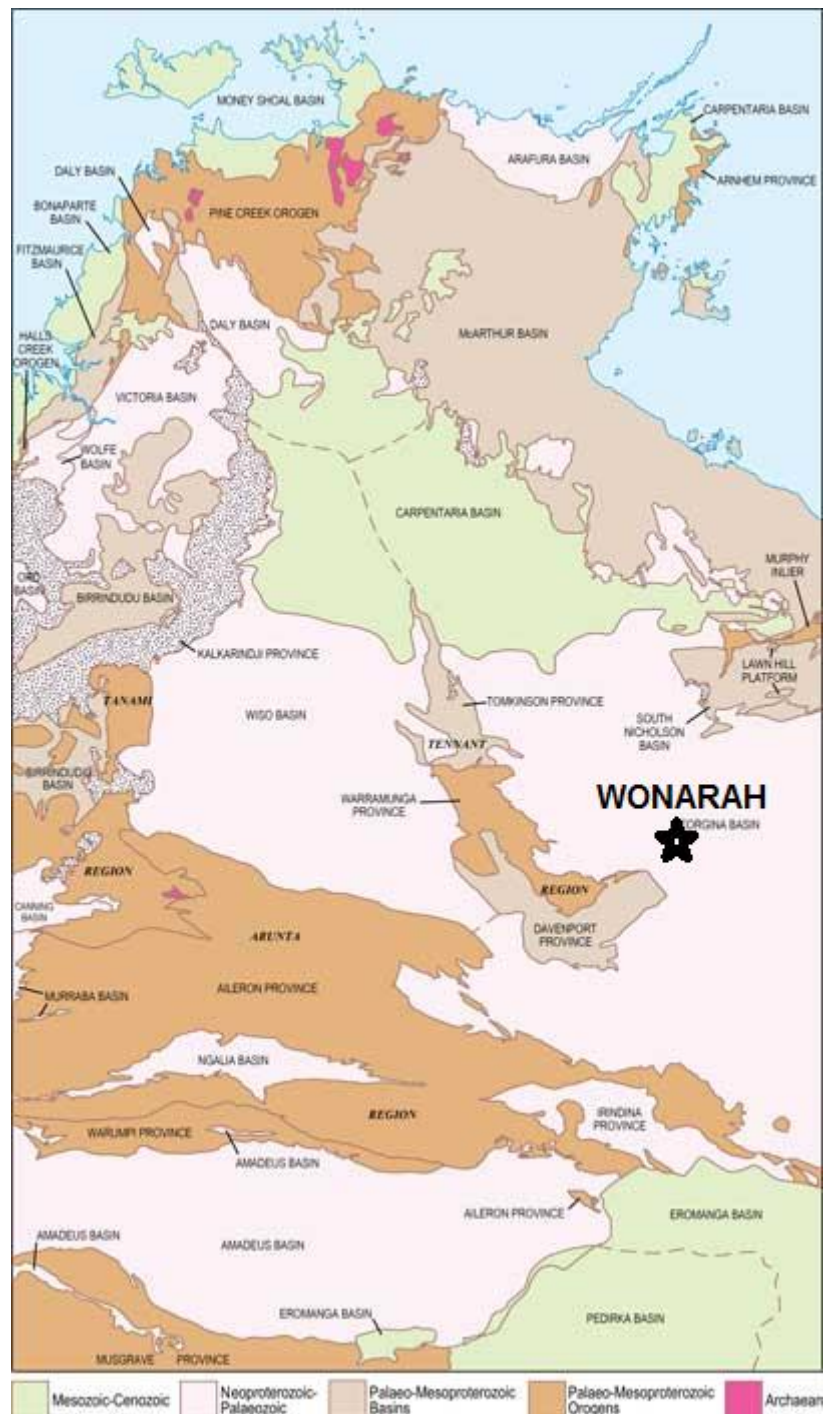 MONEY SHOAL BASIN
CARPENTARIA BASIN
DALY BASIN
ARAFURA BASIN
ARNHEM PROVINCE
BONAPARTE
BASIN
PINE CREEK OROGEN
FITZMAURICE
BASIN
HALLS
CREEK
OROGEN
DALY BASIN
McARTHUR BASIN
VICTORIA BASIN
WOLFE
BASIN
CARPENTARIA BASIN
MURPHY
INLIER
ORD
BASIN
BIRRINDUDU BASIN
KALKARINDJI PROVINCE
LAWN HILL
PLATFORM
TANAMI
WISO BASIN
TOMKINSON PROVINCE
SOUTH
NICHOLSON
BASIN
TENNANT
BIRRINDUDU
BASIN
WARRAMUNGA
PROVINCE
WONARAH
EORGINA BASIN
REGION
REGION
CANNING
BASIN
DAVENPORT
PROVINCE
ARUNTA
AILERON PROVINCE
MURRABA BASIN
NGALIA BASIN
REGION
IRINDINA
PROVINCE
WARUMPI PROVINCE
AMADEUS BASIN
AILERON PROVINCE
EROMANGA BASIN
AMADEUS BASIN
AMADEUS BASIN
EROMANGA BASIN
PEDIRKA BASIN
MUSGRAVE PROVINCE
Mesozoic-Cenozoic
Neoproterozoic-
Palaeozoic
Palaeo-Mesoproterozoic
Basins
Palaeo-Mesoproterozoic
Orogens
Archaean